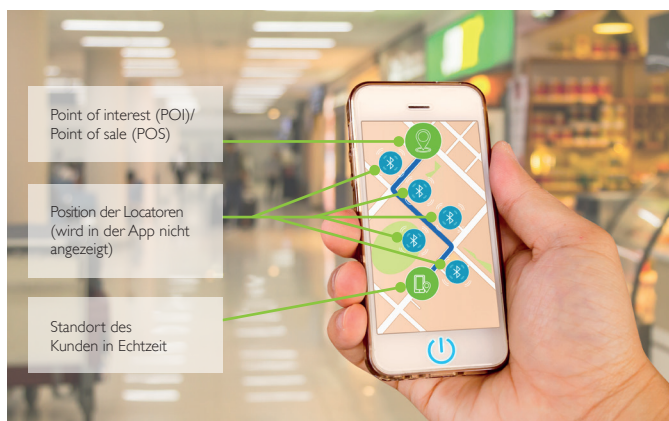 Point of interest (POI)/
Point of sale (POS)
Position der Locatoren
(wird in der App nicht
angezeigt)
Standort des
Kunden in Echtzeit